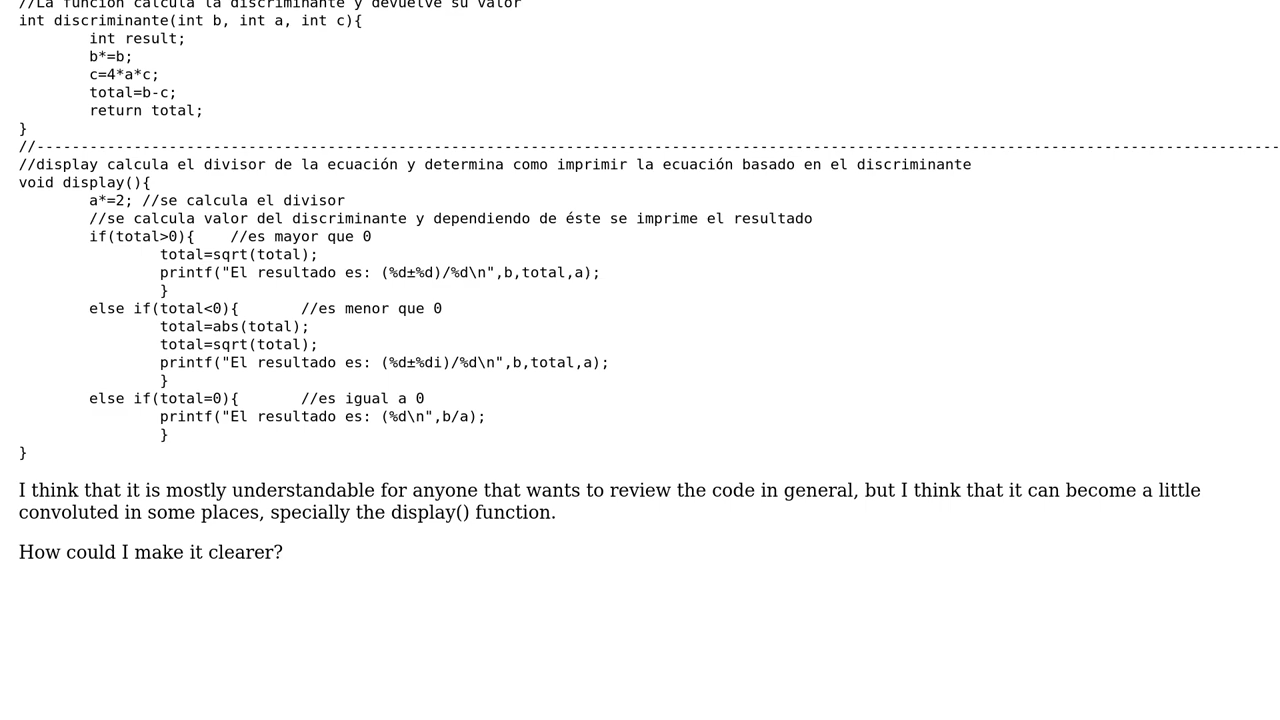 //La función calcula la discriminante y devuelve su valor
int discriminante(int b, int a, int c){
int result;
b*=b;
c=4*a*c;
total=b-c;
return total;
}
//--------------------------------------------------------------------------------------------------------------------------------------------
//display calcula el divisor de la ecuación y determina como imprimir la ecuación basado en el discriminante
void display(){
a*=2; //se calcula el divisor
//se calcula valor del discriminante y dependiendo de éste se imprime el resultado
if(total>0){    //es mayor que 0
total=sqrt(total);
printf("El resultado es: (%d±%d)/%d\n",b,total,a);
}
else if(total<0){       //es menor que 0
total=abs(total);
total=sqrt(total);
printf("El resultado es: (%d±%di)/%d\n",b,total,a);
}
else if(total=0){       //es igual a 0
printf("El resultado es: (%d\n",b/a);
}
}
I think that it is mostly understandable for anyone that wants to review the code in general, but I think that it can become a little
convoluted in some places, specially the display() function.
How could I make it clearer?